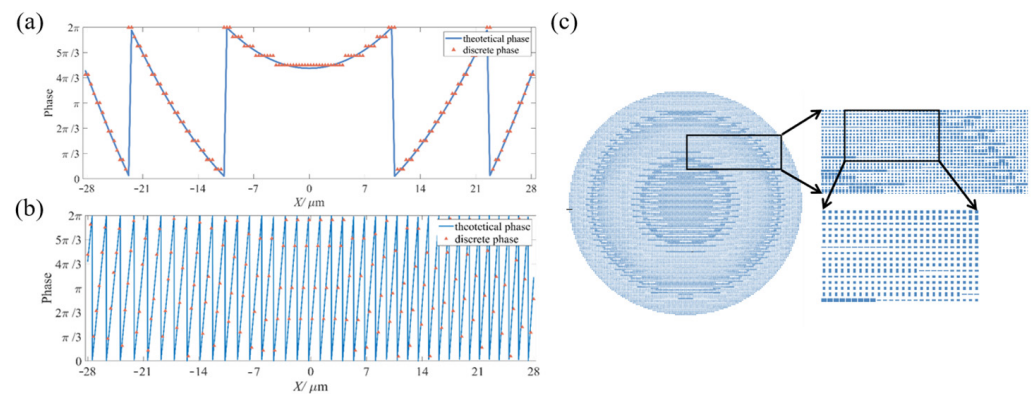 (a)
2π
5π/3
4π/3
π
2π/3
π/3
0
Phase
theotetical phase
discrete phase
-28 -21 -14 -7 0 7 14 21 28
X/ μm
(b)
2π
5π/3
4π/3
π
2π/3
π/3
0
Phase
theotetical phase
discrete phase
-28 -21 -14 -7 0 7 14 21 28
X/ μm
(c)